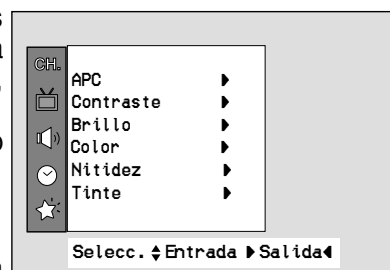 CH.
APC
Contraste
Brillo
Color
Nitidez
Tinte
Selecc. Entrada Salida